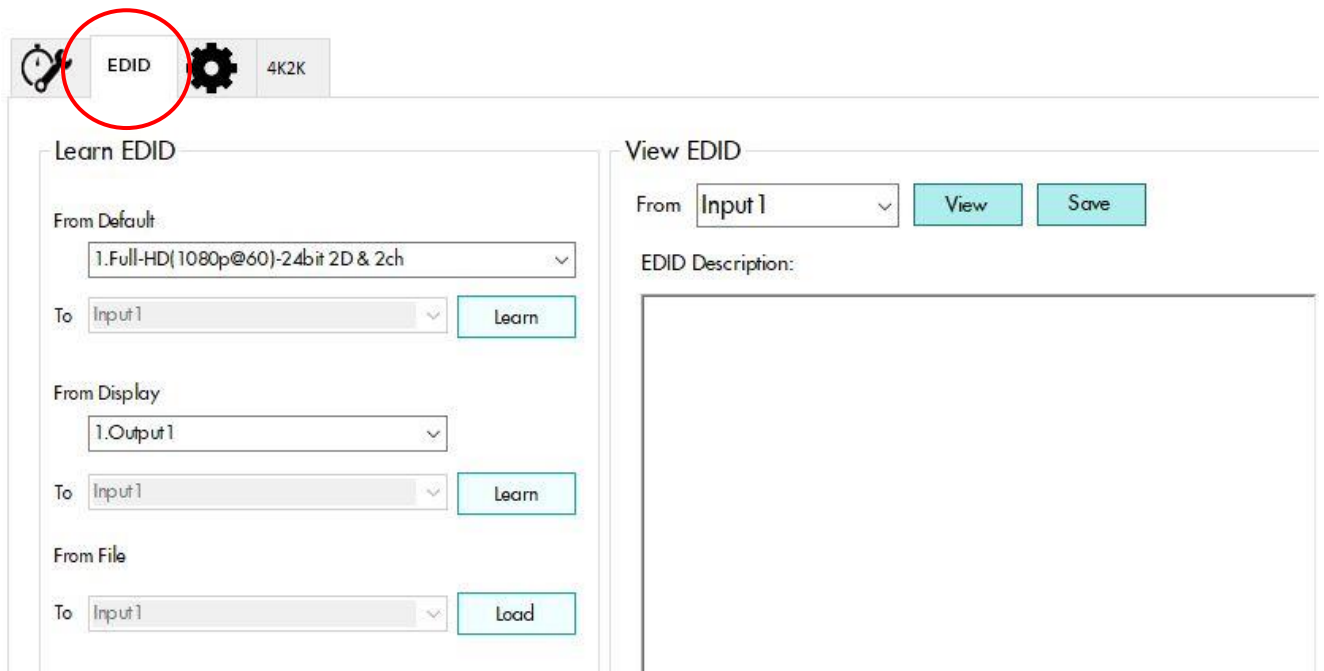 EDID
4K2K
Learn EDID
From Default
1.Full-HD(1080p@60)-24bit 2D & 2ch
To Input1 Learn
From Display
1.Output1
To Input1 Learn
From File
To Input1 Load
View EDID
From Input1 View Save
EDID Description: